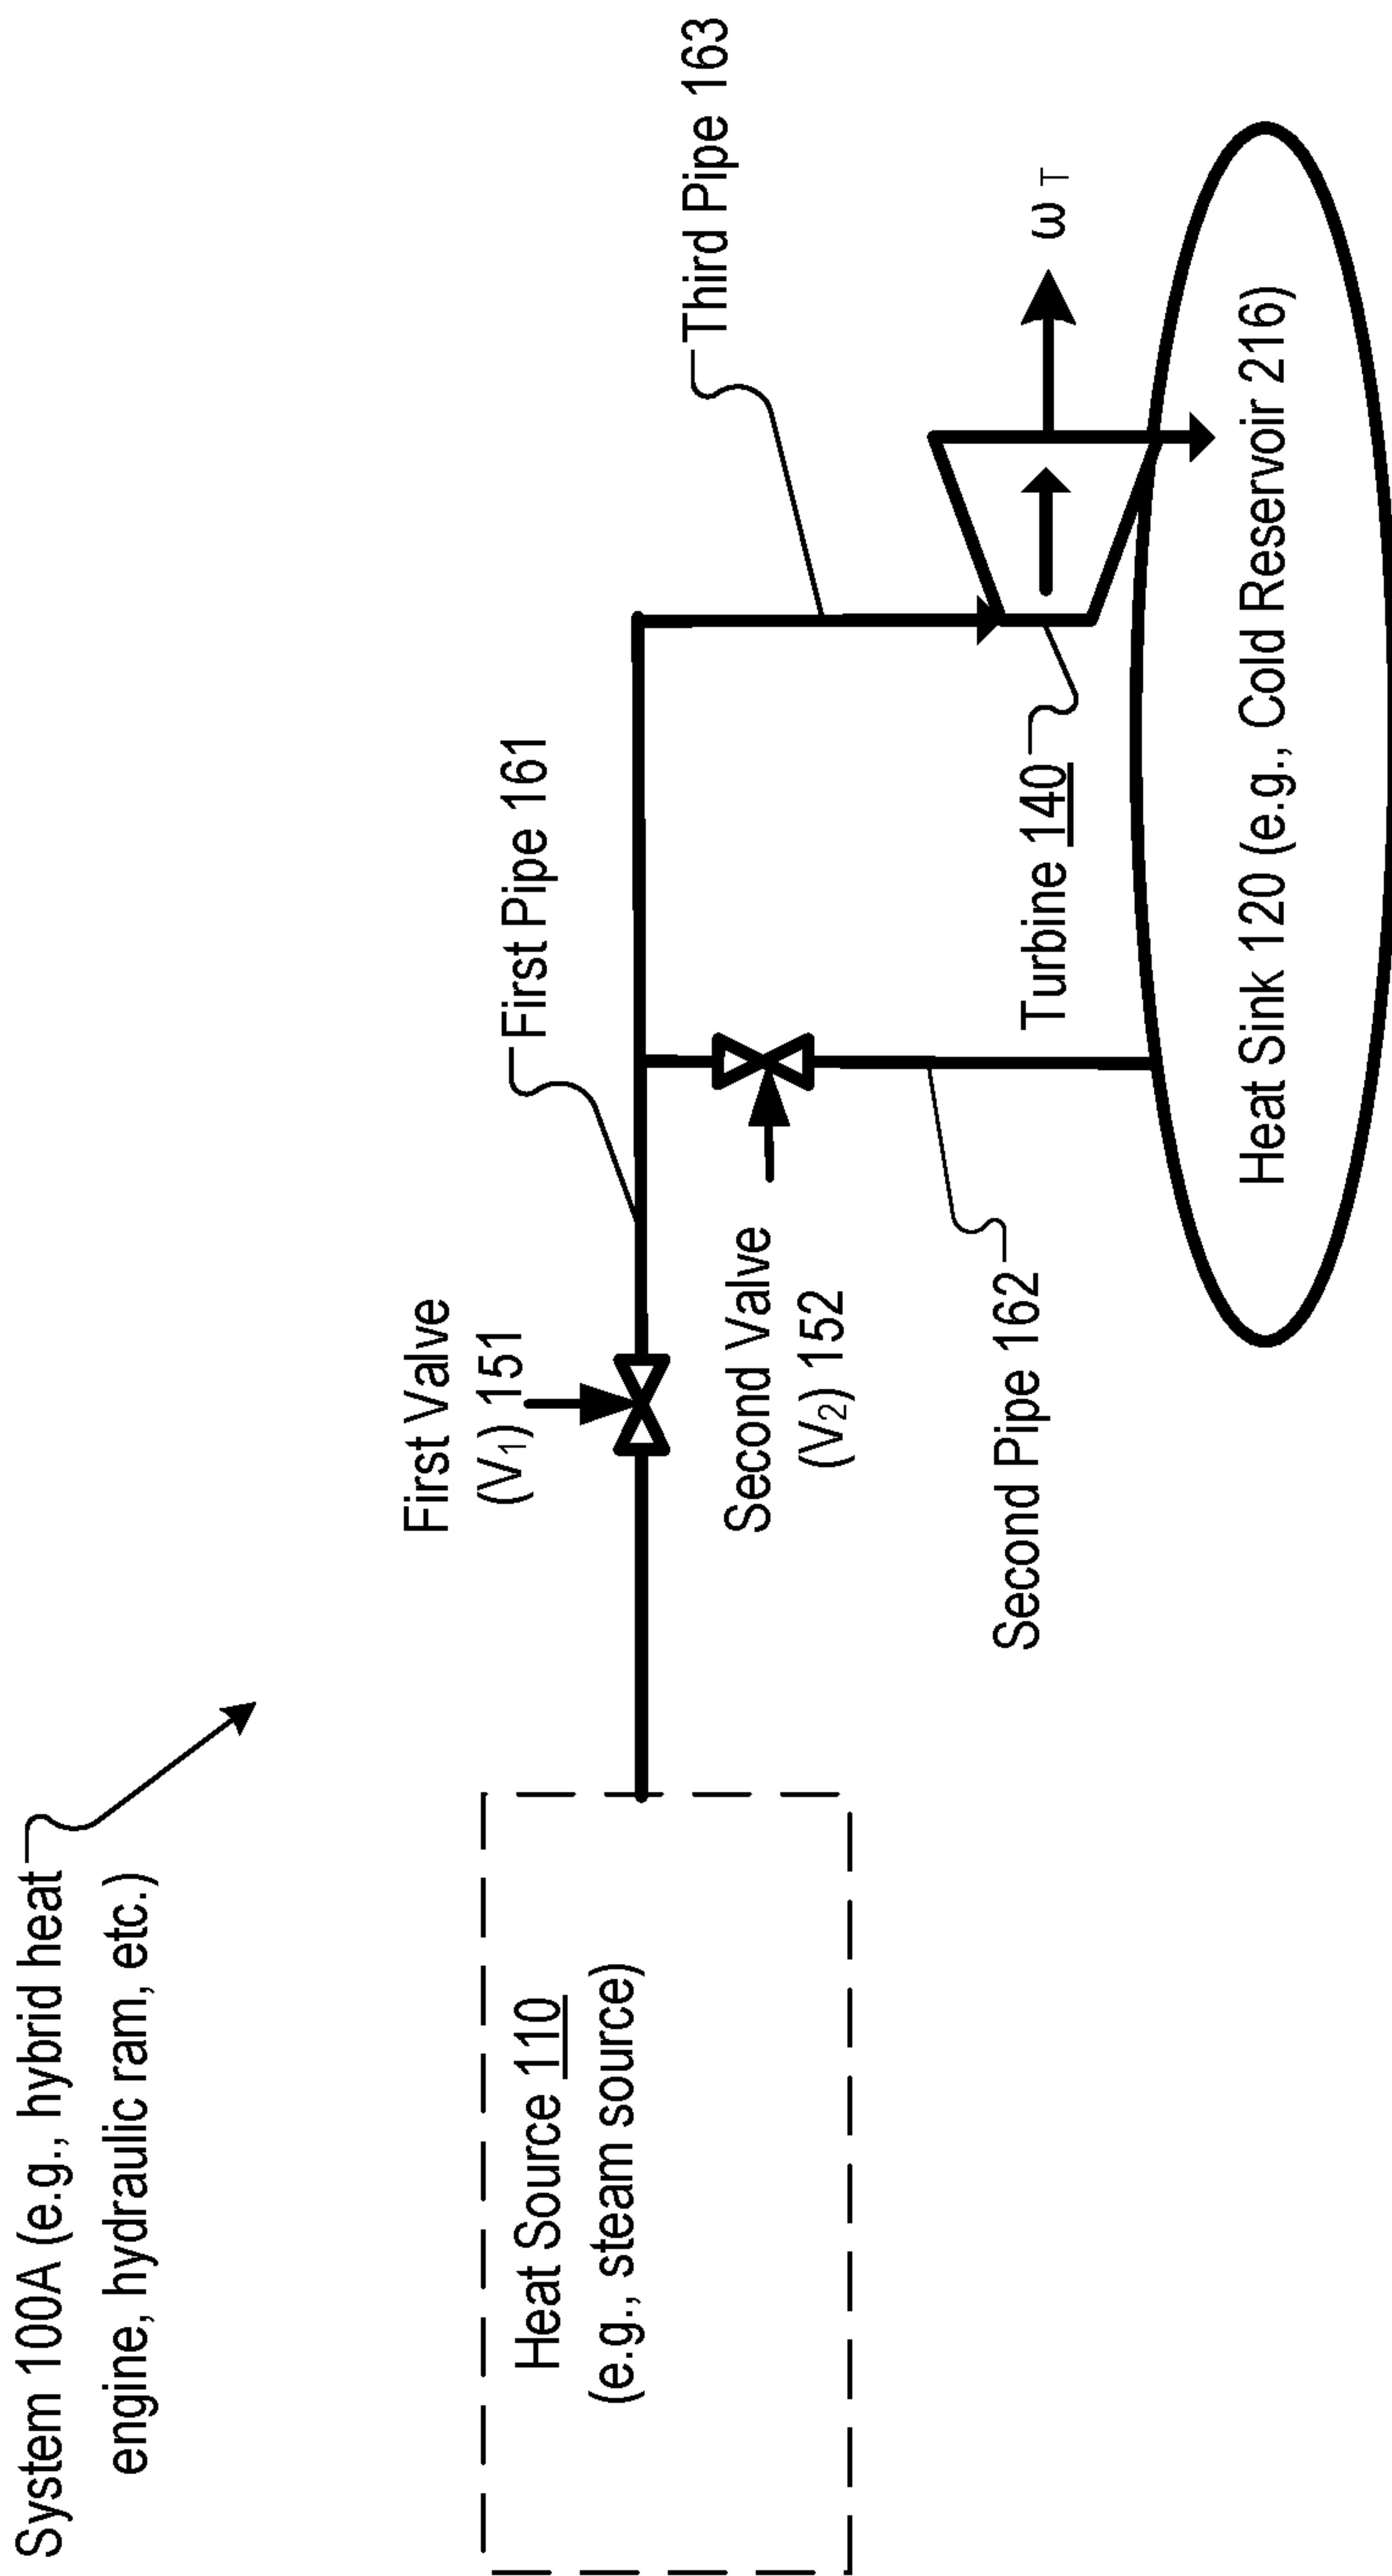 System 100A (e.g., hybrid heat
engine, hydraulic ram, etc.)
Heat Source 110
(e.g., steam source)
First Valve
(V₁) 151
First Pipe 161
Third Pipe 163
Second Valve
(V₂) 152
Second Pipe 162
Turbine 140
ω T
Heat Sink 120 (e.g., Cold Reservoir 216)